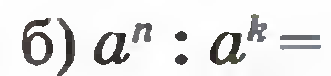 б) aⁿ : aᵏ =